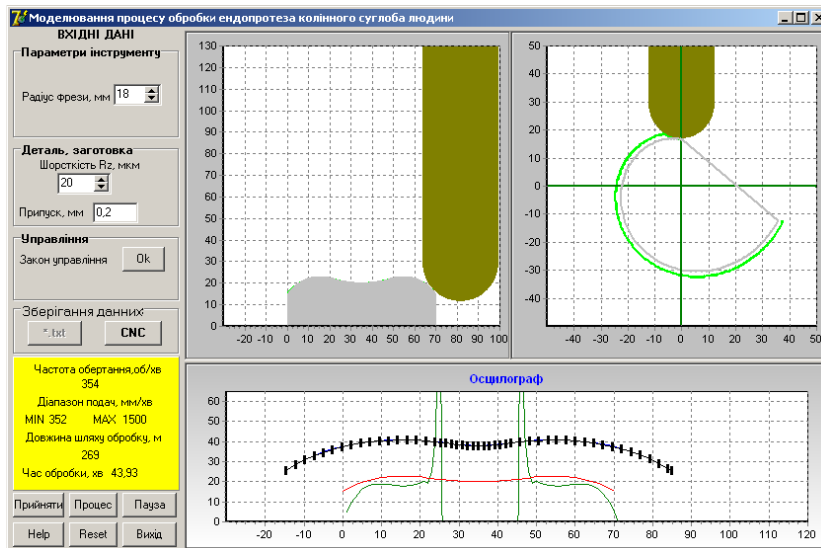 Моделювання процесу обробки ендопротеза колінного суглоба людини
ВХІДНІ ДАНІ
Параметри інструменту
Радіус фрези, мм 18
Деталь, заготовка
Шорсткість Rz, мкм
20
Припуск, мм 0,2
Управління
Закон управління Ok
Зберігання данних
*.txt CNC
Частота обертання,об/хв
354
Діапазон подач, мм/хв
MIN 352 MAX 1500
Довжина шляху обробку, м
269
Час обробки, хв 43,93
Прийняти Процес Пауза
Help Reset Вихід
130
120
110
100
90
80
70
60
50
40
30
20
10
0
-20 -10 0 10 20 30 40 50 60 70 80 90 100
50
40
30
20
10
0
-10
-20
-30
-40
-40 -30 -20 -10 0 10 20 30 40 50
Осцилограф
60
50
40
30
20
10
0
-20 -10 0 10 20 30 40 50 60 70 80 90 100 110 120